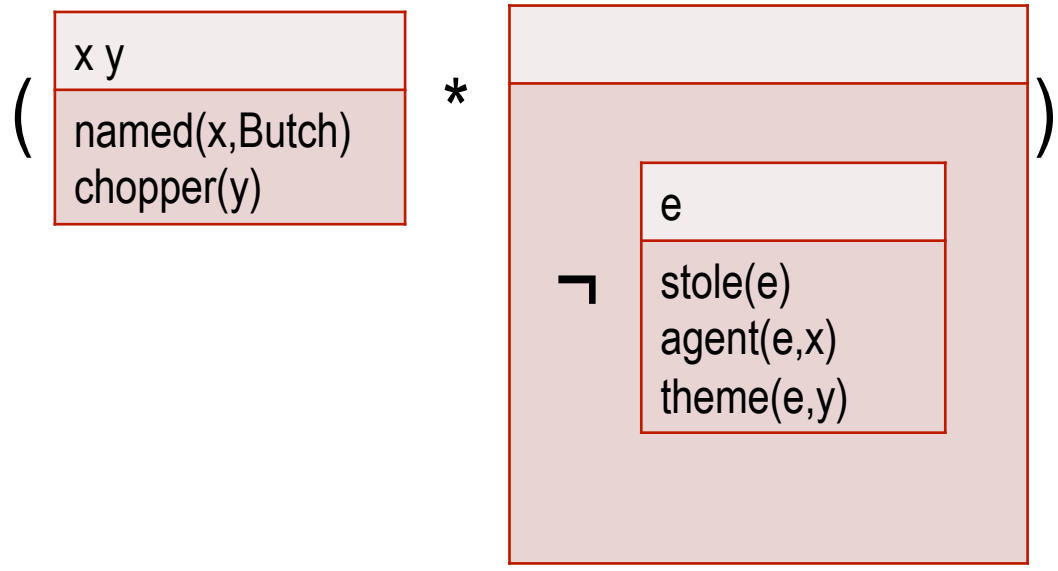 ( x y * )
named(x,Butch)
chopper(y)
e
¬ stole(e)
agent(e,x)
theme(e,y)